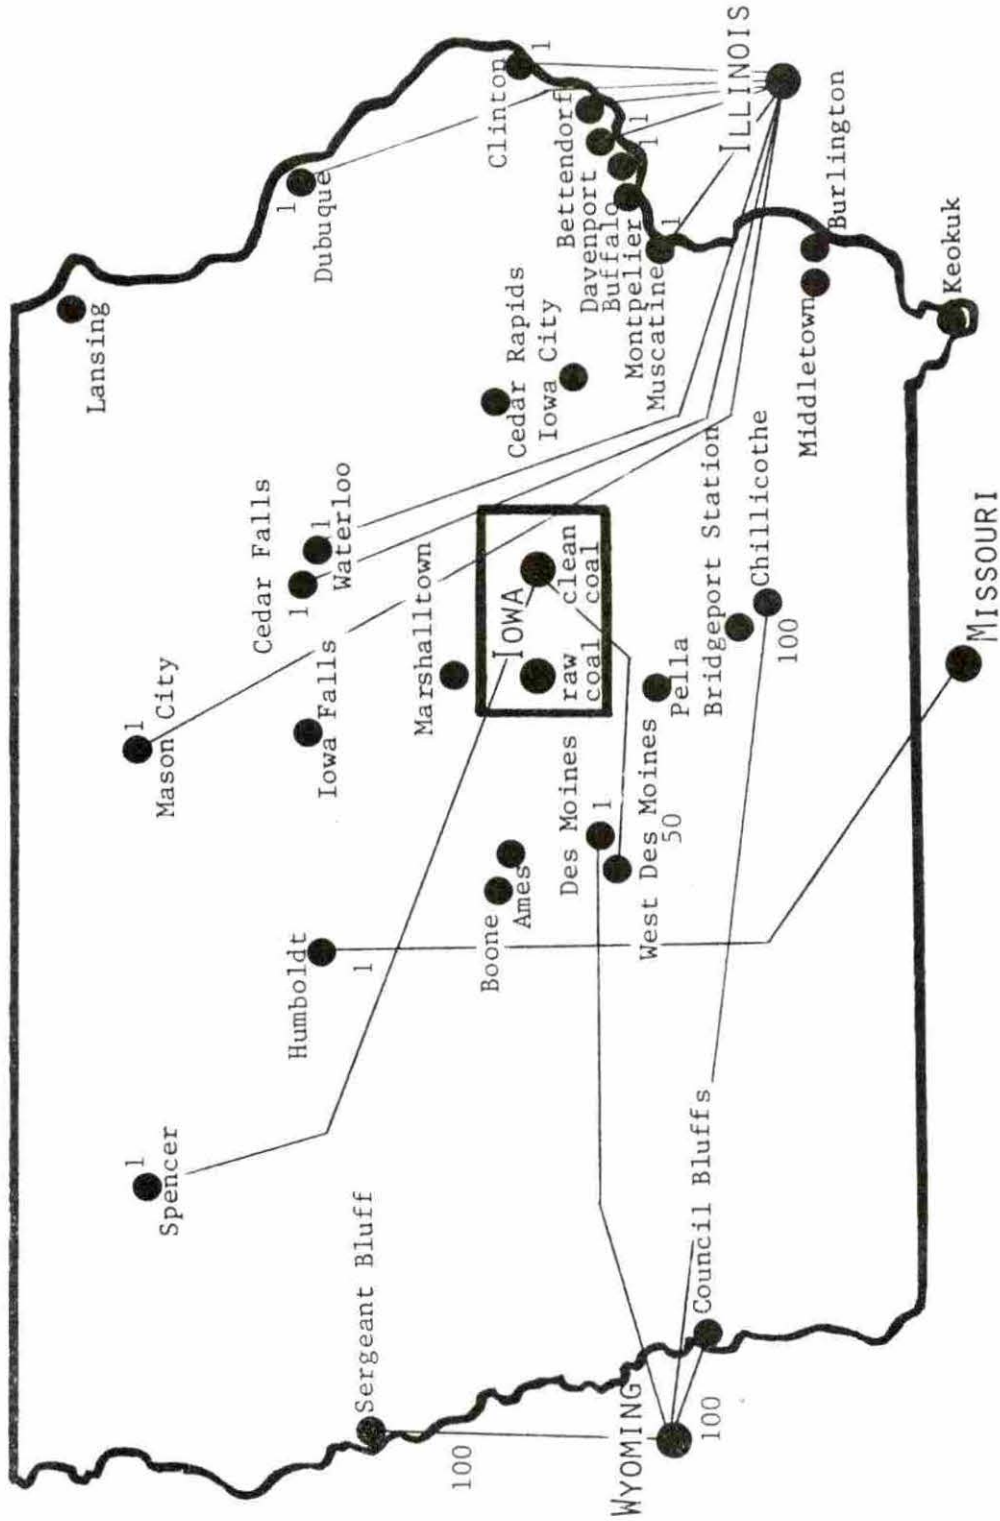 Lansing
1
Dubuque
Clinton
1
Bettendorf
1
Davenport
1
Buffalo
Montpelier
Muscatine
1
ILLINOIS
Burlington
Middletown
Keokuk
Cedar Rapids
Iowa City
Cedar Falls
1
1
Waterloo
1
Mason City
Iowa Falls
Marshalltown
IOWA
raw coal
clean coal
Pella
Bridgeport Station
Chillicothe
100
MISSOURI
Des Moines
1
West Des Moines
50
Boone
Ames
Humboldt
1
1
Spencer
Sergeant Bluff
100
WYOMING
100
Council Bluffs